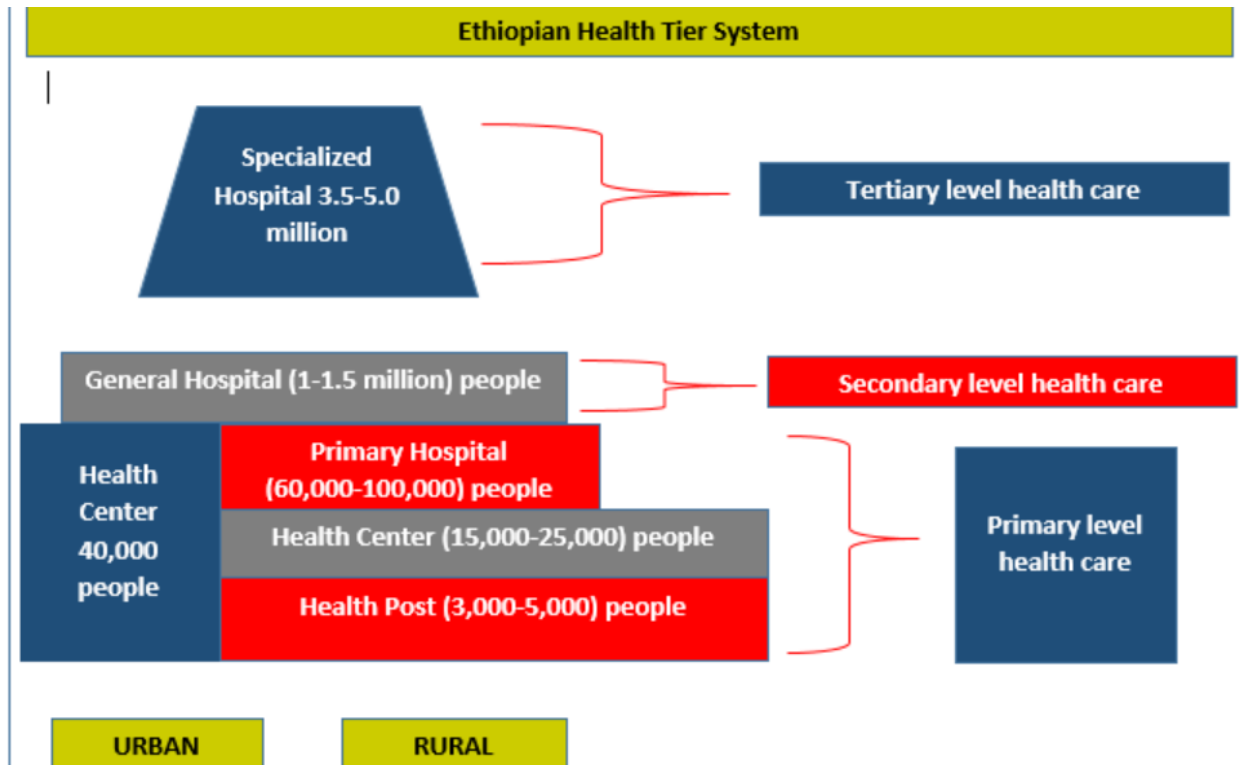 Ethiopian Health Tier System
Specialized
Hospital 3.5-5.0
million
Tertiary level health care
General Hospital (1-1.5 million) people
Secondary level health care
Health
Center
40,000
people
Primary Hospital
(60,000-100,000) people
Health Center (15,000-25,000) people
Health Post (3,000-5,000) people
Primary level
health care
URBAN
RURAL